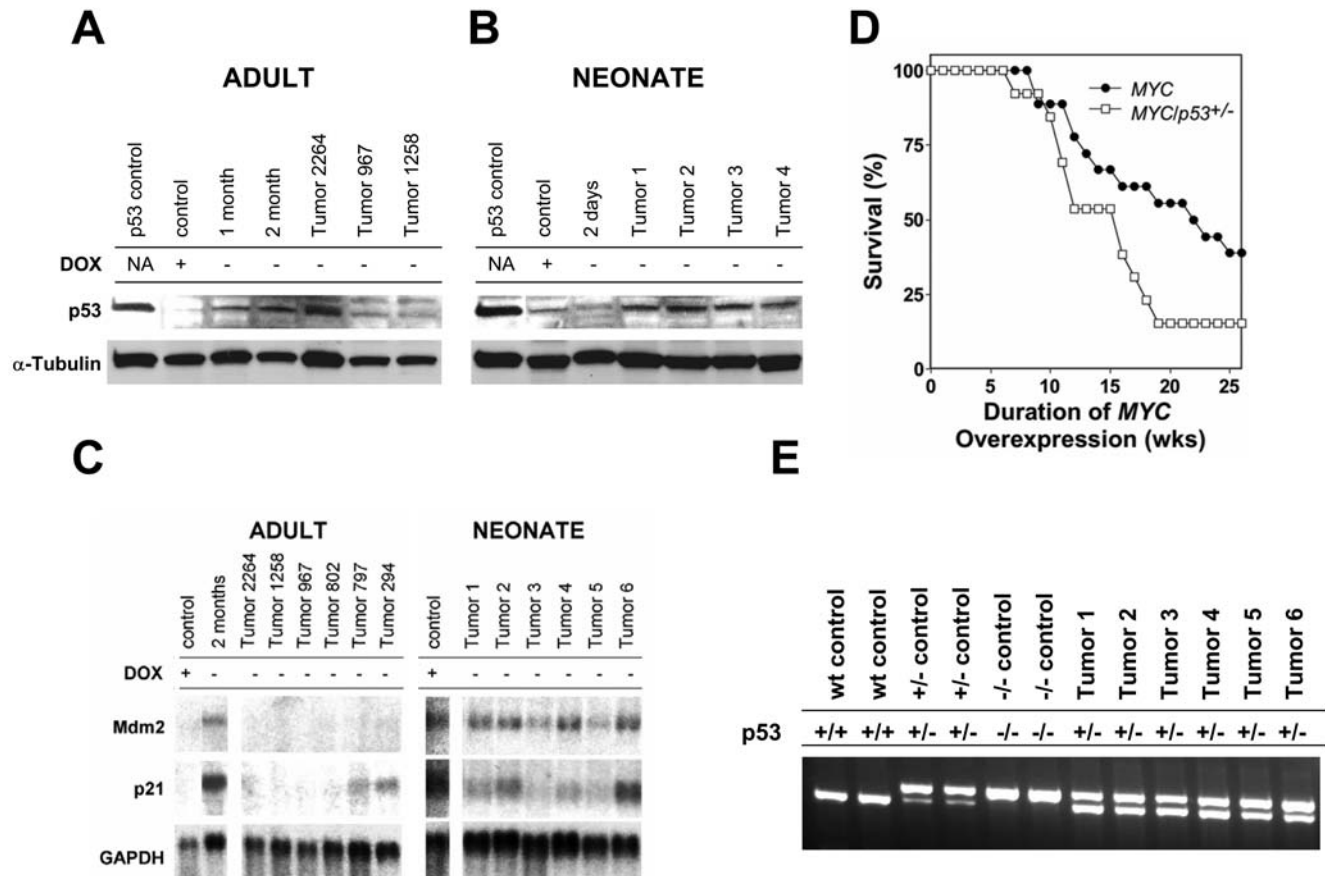 A
ADULT
p53 control
control
1 month
2 month
Tumor 2264
Tumor 967
Tumor 1258
DOX NA + - - - - -
p53
α-Tubulin
B
NEONATE
p53 control
control
2 days
Tumor 1
Tumor 2
Tumor 3
Tumor 4
NA + - - - - -
C
ADULT
NEONATE
control
2 months
Tumor 2264
Tumor 1258
Tumor 967
Tumor 802
Tumor 797
Tumor 294
control
Tumor 1
Tumor 2
Tumor 3
Tumor 4
Tumor 5
Tumor 6
DOX + - - - - - - + - - - - - -
Mdm2
p21
GAPDH
D
MYC
MYC/p53+/-
Survival (%)
100
75
50
25
0
0 5 10 15 20 25
Duration of MYC
Overexpression (wks)
E
wt control
wt control
+/- control
+/- control
-/- control
-/- control
Tumor 1
Tumor 2
Tumor 3
Tumor 4
Tumor 5
Tumor 6
p53 +/+ +/+ +/- +/- -/- -/- +/- +/- +/- +/- +/- +/-